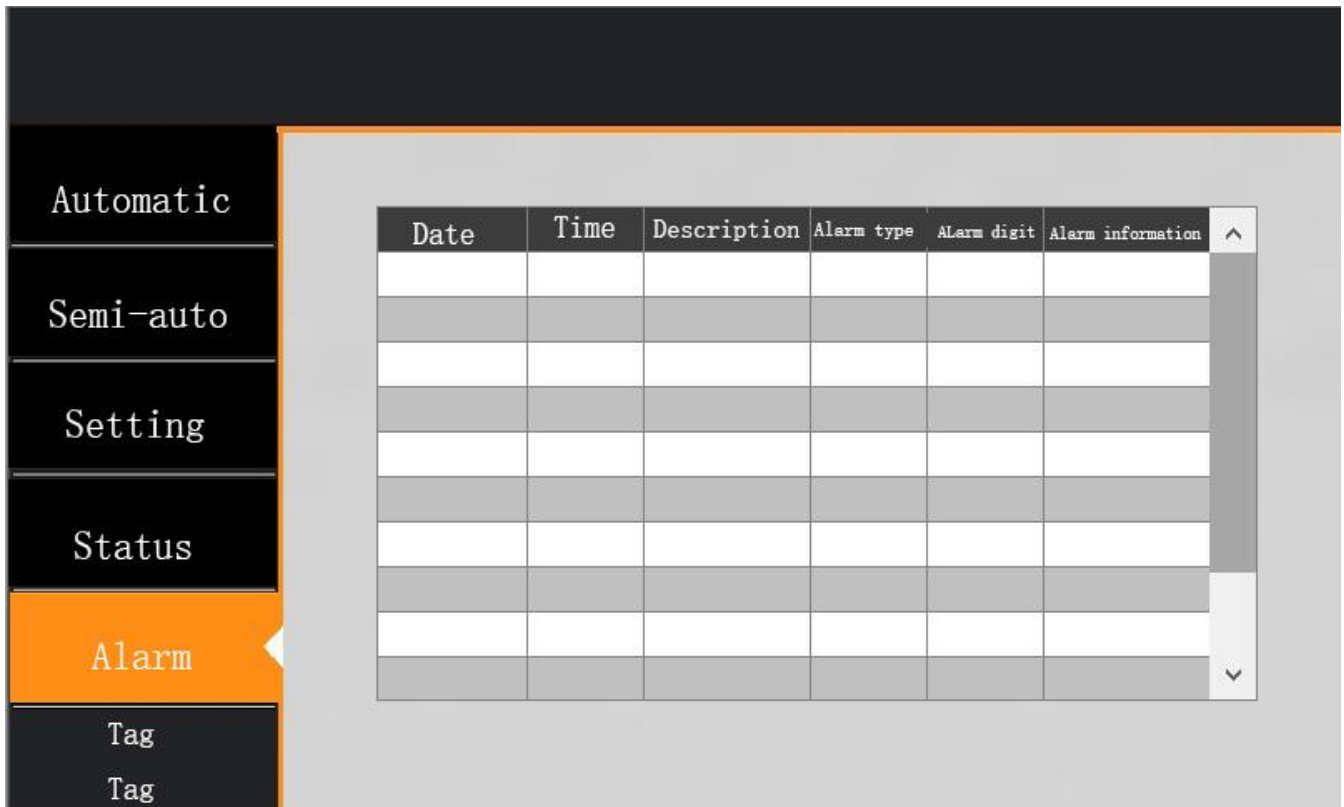 Automatic
Semi-auto
Setting
Status
Alarm
Tag
Tag
Date Time Description Alarm type ALarm digit Alarm information